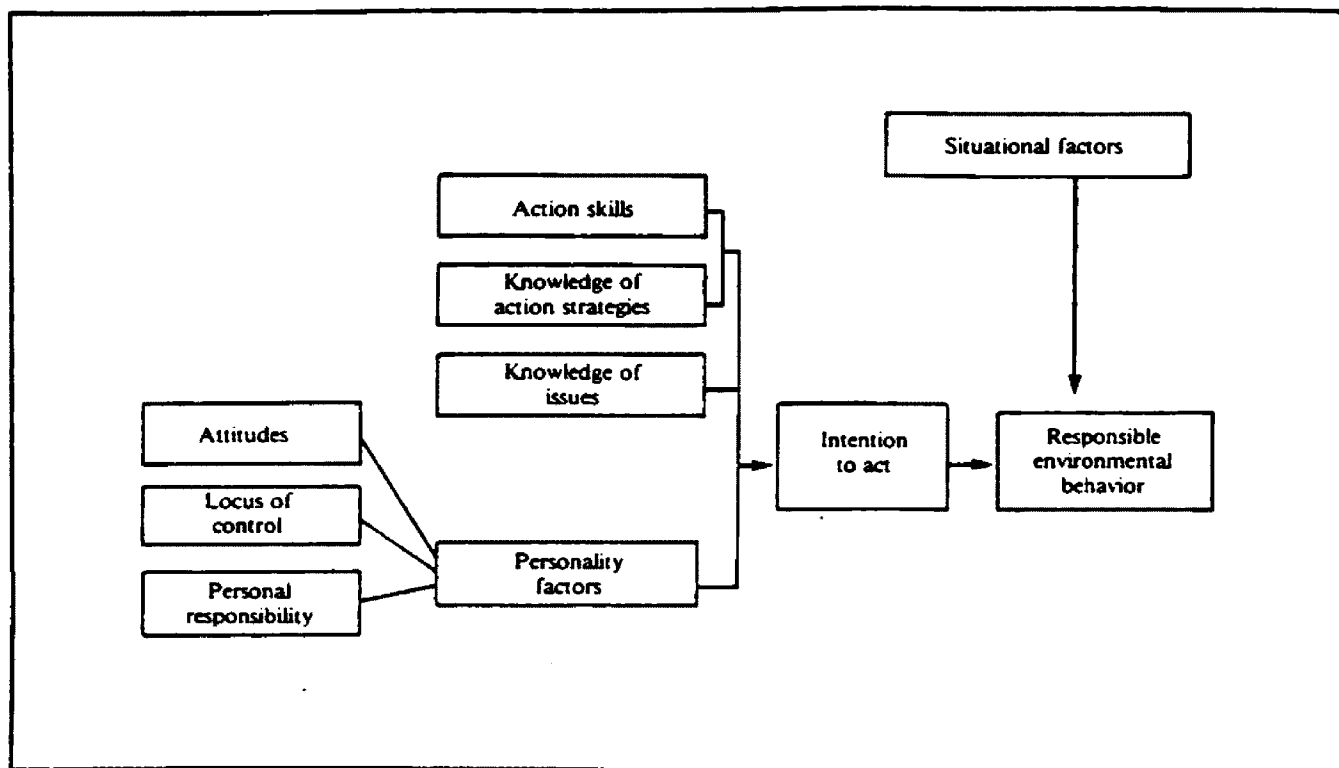 Situational factors
Action skills
Knowledge of
action strategies
Knowledge of
issues
Attitudes
Locus of
control
Personal
responsibility
Personality
factors
Intention
to act
Responsible
environmental
behavior